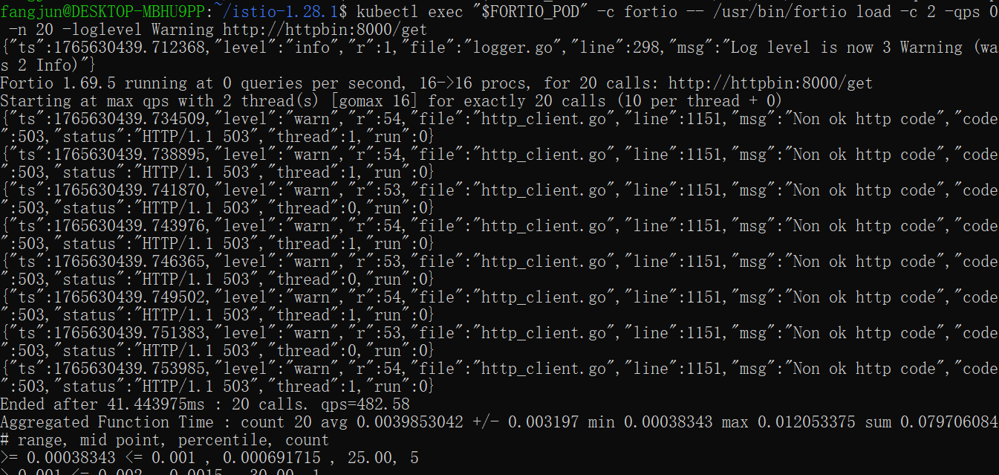 fangjun@DESKTOP-MBHU9PP:~/istio-1.28.1$ kubectl exec "$FORTIO_POD" -c fortio -- /usr/bin/fortio load -c 2 -qps 0
-n 20 -loglevel Warning http://httpbin:8000/get
{"ts":1765630439.712368,"level":"info","r":1,"file":"logger.go","line":298,"msg":"Log level is now 3 Warning (wa
s 2 Info)"}
Fortio 1.69.5 running at 0 queries per second, 16->16 procs, for 20 calls: http://httpbin:8000/get
Starting at max qps with 2 thread(s) [gomax 16] for exactly 20 calls (10 per thread + 0)
{"ts":1765630439.734509,"level":"warn","r":54,"file":"http_client.go","line":1151,"msg":"Non ok http code","code
":503,"status":"HTTP/1.1 503","thread":1,"run":0}
{"ts":1765630439.738895,"level":"warn","r":54,"file":"http_client.go","line":1151,"msg":"Non ok http code","code
":503,"status":"HTTP/1.1 503","thread":1,"run":0}
{"ts":1765630439.741870,"level":"warn","r":53,"file":"http_client.go","line":1151,"msg":"Non ok http code","code
":503,"status":"HTTP/1.1 503","thread":0,"run":0}
{"ts":1765630439.743976,"level":"warn","r":54,"file":"http_client.go","line":1151,"msg":"Non ok http code","code
":503,"status":"HTTP/1.1 503","thread":1,"run":0}
{"ts":1765630439.746365,"level":"warn","r":53,"file":"http_client.go","line":1151,"msg":"Non ok http code","code
":503,"status":"HTTP/1.1 503","thread":0,"run":0}
{"ts":1765630439.749502,"level":"warn","r":54,"file":"http_client.go","line":1151,"msg":"Non ok http code","code
":503,"status":"HTTP/1.1 503","thread":1,"run":0}
{"ts":1765630439.751383,"level":"warn","r":53,"file":"http_client.go","line":1151,"msg":"Non ok http code","code
":503,"status":"HTTP/1.1 503","thread":0,"run":0}
{"ts":1765630439.753985,"level":"warn","r":54,"file":"http_client.go","line":1151,"msg":"Non ok http code","code
":503,"status":"HTTP/1.1 503","thread":1,"run":0}
Ended after 41.443975ms : 20 calls. qps=482.58
Aggregated Function Time : count 20 avg 0.0039853042 +/- 0.003197 min 0.00038343 max 0.012053375 sum 0.079706084
# range, mid point, percentile, count
>= 0.00038343 <= 0.001 , 0.000691715 , 25.00, 5
> 0.001 <= 0.002 , 0.0015 , 30.00, 1